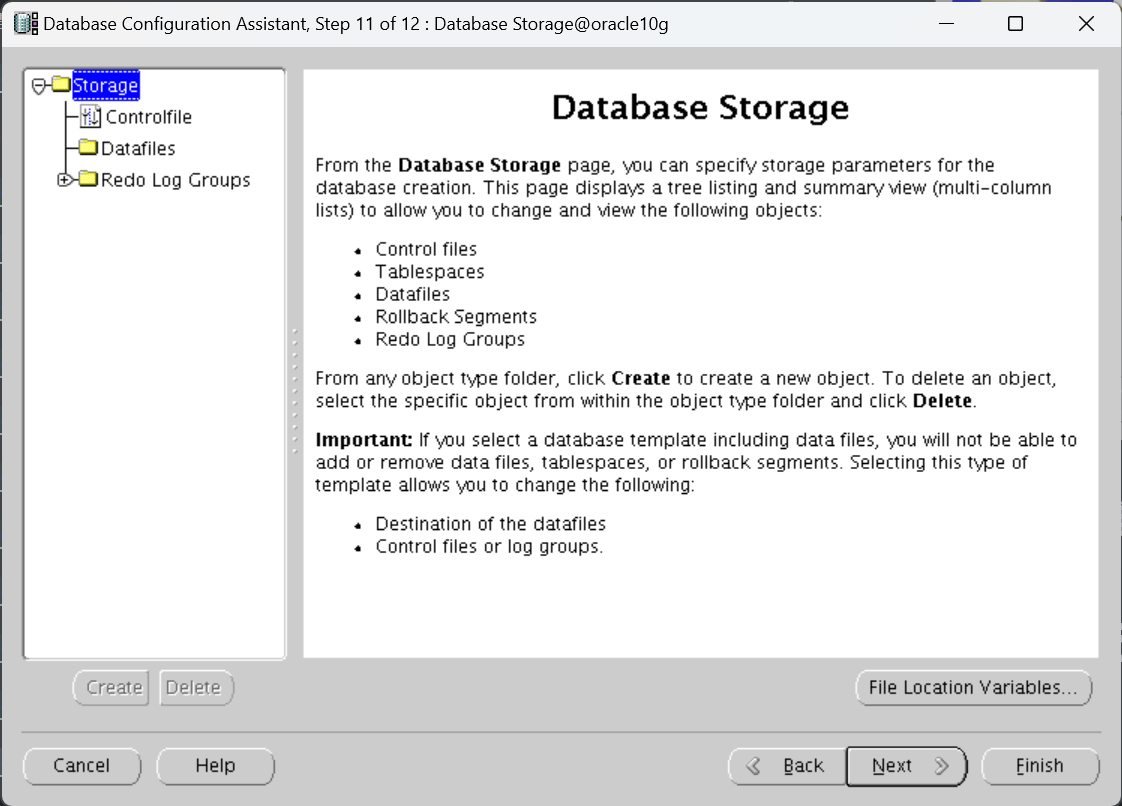 Database Configuration Assistant, Step 11 of 12 : Database Storage@oracle10g
Storage
Controlfile
Datafiles
Redo Log Groups
Database Storage
From the Database Storage page, you can specify storage parameters for the
database creation. This page displays a tree listing and summary view (multi-column
lists) to allow you to change and view the following objects:
Control files
Tablespaces
Datafiles
Rollback Segments
Redo Log Groups
From any object type folder, click Create to create a new object. To delete an object,
select the specific object from within the object type folder and click Delete.
Important: If you select a database template including data files, you will not be able to
add or remove data files, tablespaces, or rollback segments. Selecting this type of
template allows you to change the following:
Destination of the datafiles
Control files or log groups.
Create Delete File Location Variables...
Cancel Help Back Next Finish